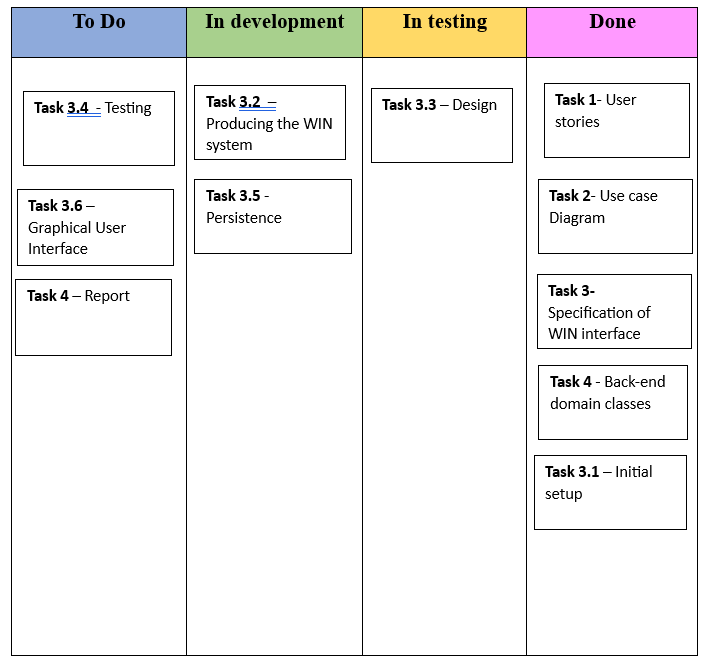 To Do
In development
In testing
Done
Task 3.4 - Testing
Task 3.6 –
Graphical User
Interface
Task 4 – Report
Task 3.2 –
Producing the WIN
system
Task 3.5 -
Persistence
Task 3.3 – Design
Task 1- User
stories
Task 2- Use case
Diagram
Task 3-
Specification of
WIN interface
Task 4 - Back-end
domain classes
Task 3.1 – Initial
setup